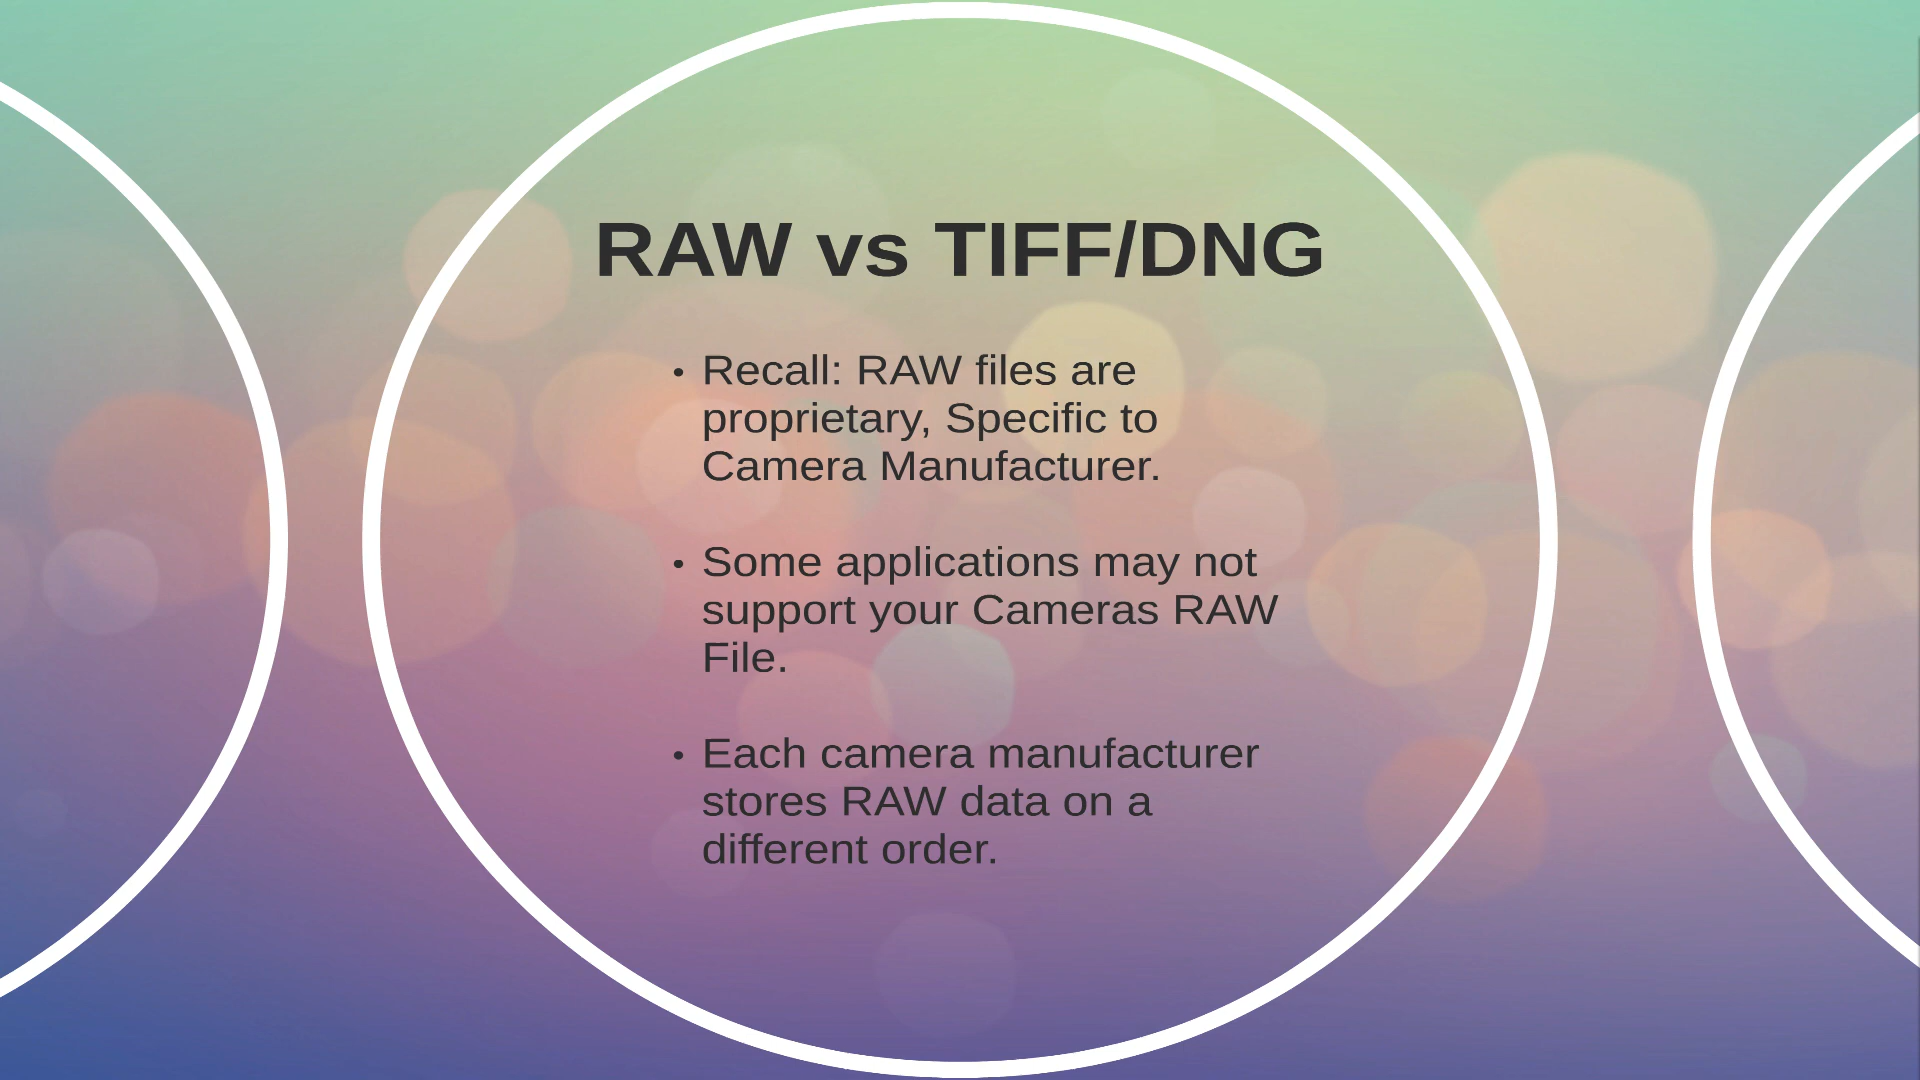 RAW vs TIFF/DNG
• Recall: RAW files are
proprietary, Specific to
Camera Manufacturer.
• Some applications may not
support your Cameras RAW
File.
• Each camera manufacturer
stores RAW data on a
different order.